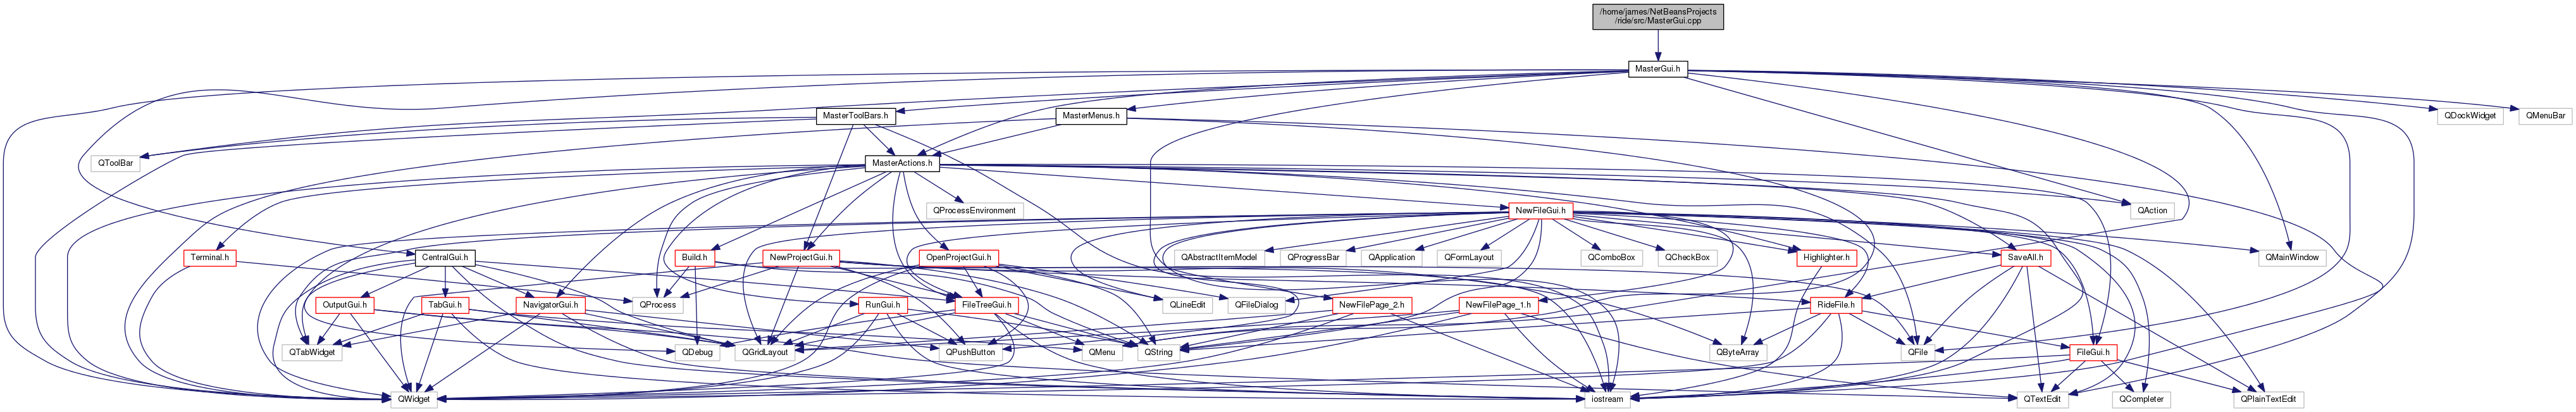 /home/james/NetBeansProjects
/ride/src/MasterGui.cpp
MasterGui.h
MasterToolBars.h
MasterMenus.h
QDockWidget
QMenuBar
QToolBar
MasterActions.h
QProcessEnvironment
NewFileGui.h
QAction
Terminal.h
CentralGui.h
Build.h
NewProjectGui.h
OpenProjectGui.h
QAbstractItemModel
QProgressBar
QApplication
QFormLayout
QComboBox
QCheckBox
Highlighter.h
SaveAll.h
QMainWindow
OutputGui.h
TabGui.h
NavigatorGui.h
QProcess
RunGui.h
FileTreeGui.h
QLineEdit
QFileDialog
NewFilePage_2.h
NewFilePage_1.h
RideFile.h
QTabWidget
QDebug
QGridLayout
QPushButton
QMenu
QString
QByteArray
QFile
FileGui.h
QWidget
iostream
QTextEdit
QCompleter
QPlainTextEdit